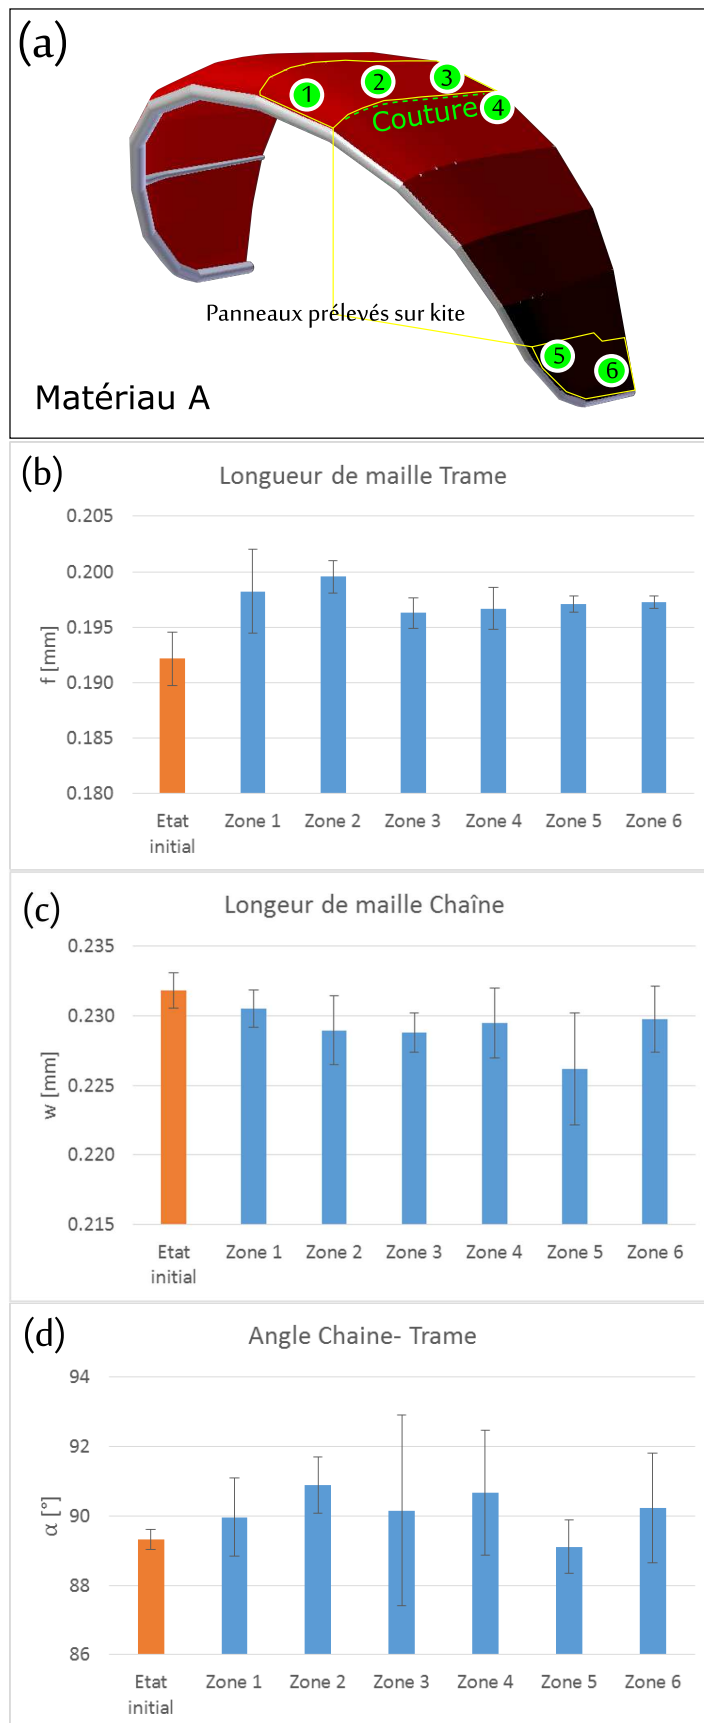 (a)
1
2
3
4
Couture
Panneaux prélevés sur kite
5
6
Matériau A
(b)
Longueur de maille Trame
0.205
0.200
0.195
0.190
0.185
0.180
f [mm]
Etat initial
Zone 1
Zone 2
Zone 3
Zone 4
Zone 5
Zone 6
(c)
Longeur de maille Chaîne
0.235
0.230
0.225
0.220
0.215
w [mm]
Etat initial
Zone 1
Zone 2
Zone 3
Zone 4
Zone 5
Zone 6
(d)
Angle Chaine- Trame
94
92
90
88
86
α [°]
Etat initial
Zone 1
Zone 2
Zone 3
Zone 4
Zone 5
Zone 6